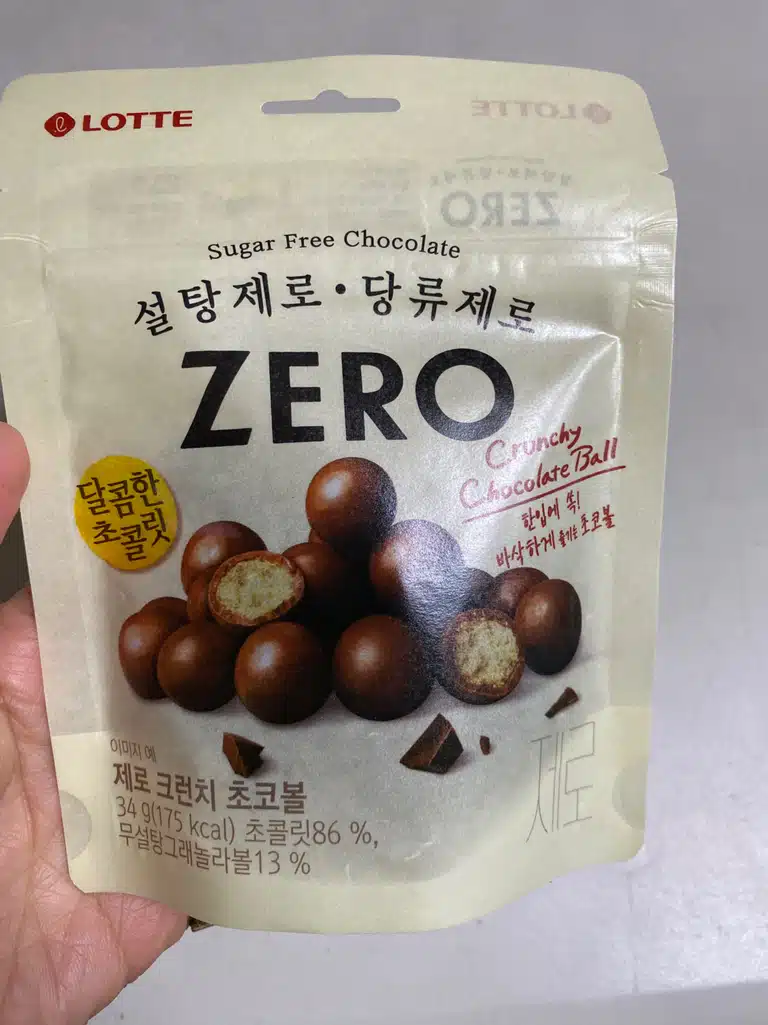 LOTTE
LOTTE
ZERO
Sugar Free Chocolate
설탕제로·당류제로
ZERO
Crunchy
Chocolate Ball
한입에 쏙!
바삭하게 즐기는 초코볼
달콤한
초콜릿
이미지 예
제로 크런치 초코볼
34 g(175 kcal) 초콜릿86 %,
무설탕그래놀라볼13 %
제로